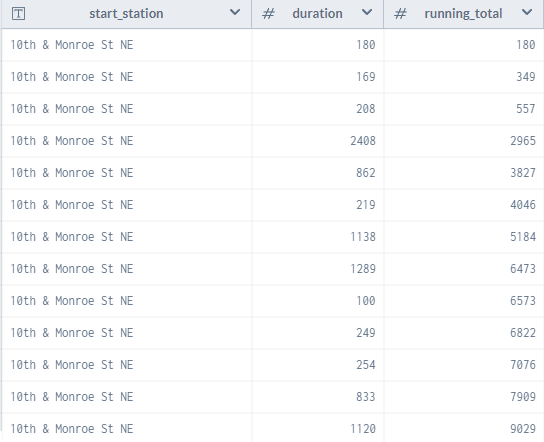 T start_station # duration # running_total
10th & Monroe St NE 180 180
10th & Monroe St NE 169 349
10th & Monroe St NE 208 557
10th & Monroe St NE 2408 2965
10th & Monroe St NE 862 3827
10th & Monroe St NE 219 4046
10th & Monroe St NE 1138 5184
10th & Monroe St NE 1289 6473
10th & Monroe St NE 100 6573
10th & Monroe St NE 249 6822
10th & Monroe St NE 254 7076
10th & Monroe St NE 833 7909
10th & Monroe St NE 1120 9029